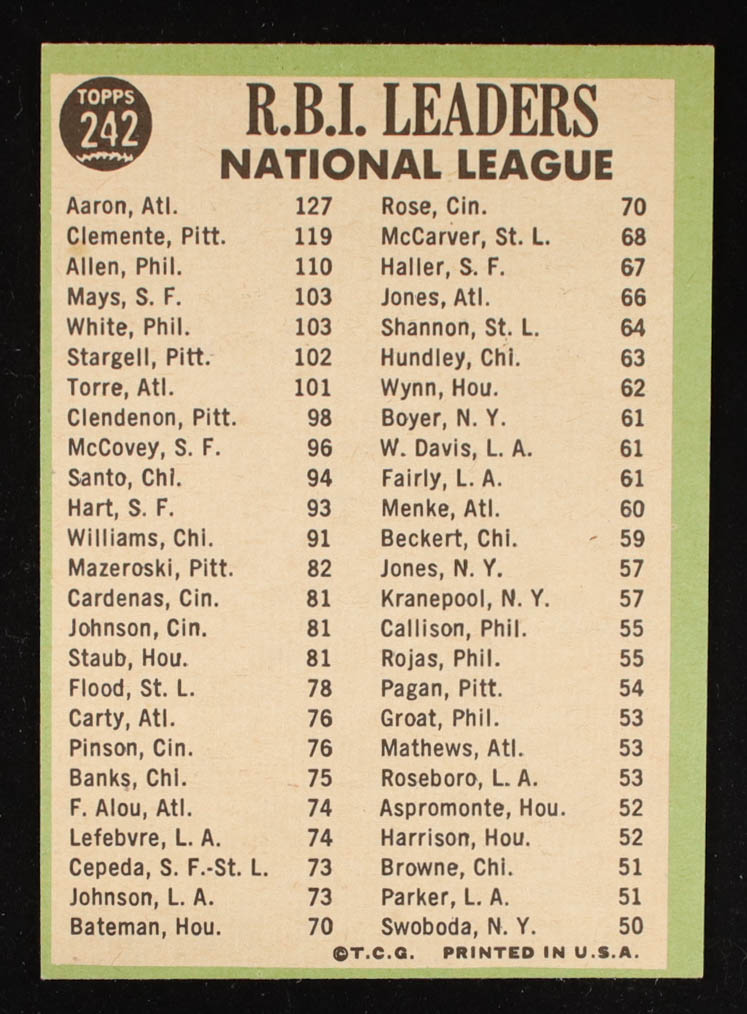 TOPPS
242
R.B.I. LEADERS
NATIONAL LEAGUE
Aaron, Atl. 127
Clemente, Pitt. 119
Allen, Phil. 110
Mays, S. F. 103
White, Phil. 103
Stargell, Pitt. 102
Torre, Atl. 101
Clendenon, Pitt. 98
McCovey, S. F. 96
Santo, Chi. 94
Hart, S. F. 93
Williams, Chi. 91
Mazeroski, Pitt. 82
Cardenas, Cin. 81
Johnson, Cin. 81
Staub, Hou. 81
Flood, St. L. 78
Carty, Atl. 76
Pinson, Cin. 76
Banks, Chi. 75
F. Alou, Atl. 74
Lefebvre, L. A. 74
Cepeda, S. F.-St. L. 73
Johnson, L. A. 73
Bateman, Hou. 70
Rose, Cin. 70
McCarver, St. L. 68
Haller, S. F. 67
Jones, Atl. 66
Shannon, St. L. 64
Hundley, Chi. 63
Wynn, Hou. 62
Boyer, N. Y. 61
W. Davis, L. A. 61
Fairly, L. A. 61
Menke, Atl. 60
Beckert, Chi. 59
Jones, N. Y. 57
Kranepool, N. Y. 57
Callison, Phil. 55
Rojas, Phil. 55
Pagan, Pitt. 54
Groat, Phil. 53
Mathews, Atl. 53
Roseboro, L. A. 53
Aspromonte, Hou. 52
Harrison, Hou. 52
Browne, Chi. 51
Parker, L. A. 51
Swoboda, N. Y. 50
©T.C.G. PRINTED IN U.S.A.